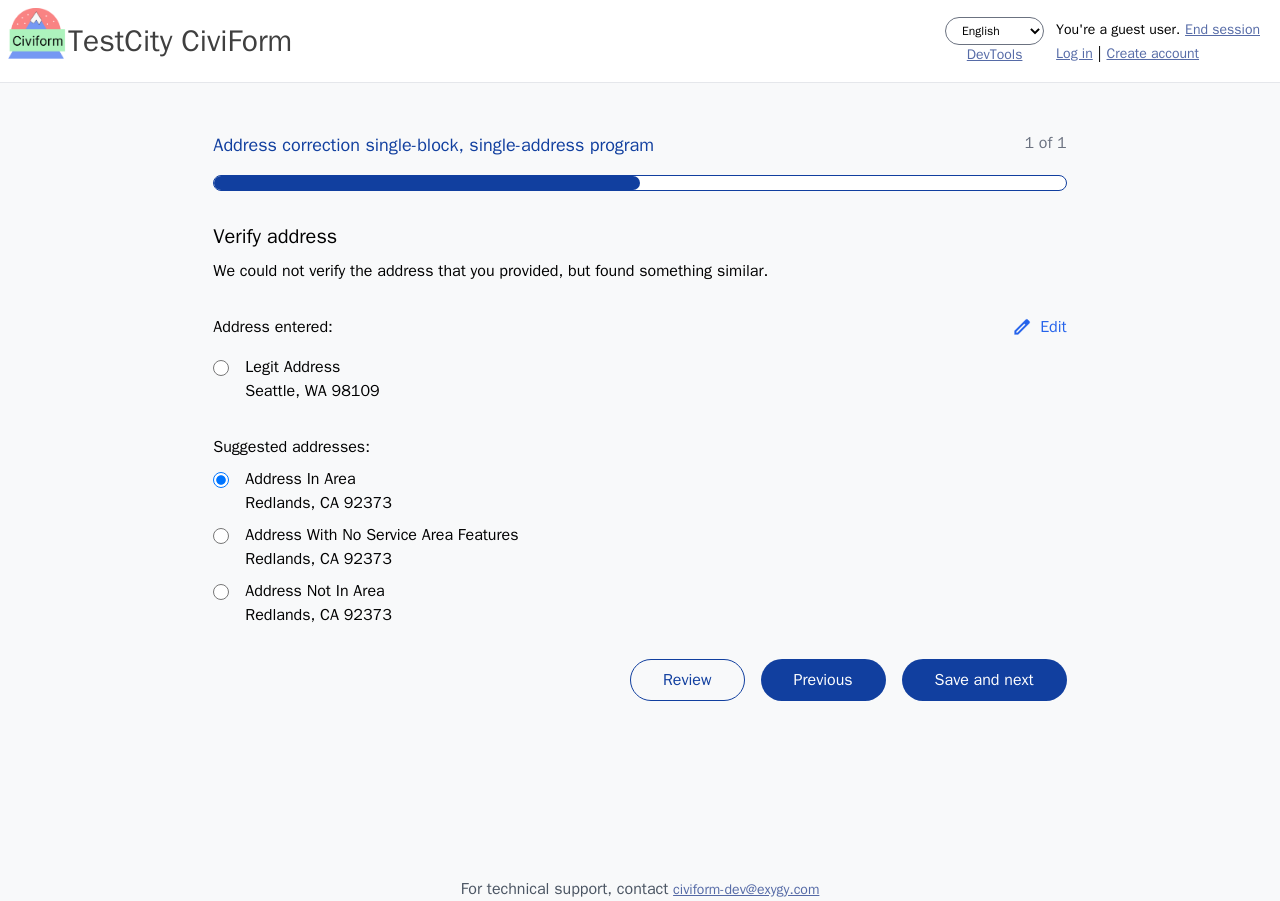 Civiform
TestCity CiviForm
English
DevTools
You're a guest user. End session
Log in | Create account
Address correction single-block, single-address program
1 of 1
Verify address
We could not verify the address that you provided, but found something similar.
Address entered:
Edit
Legit Address
Seattle, WA 98109
Suggested addresses:
Address In Area
Redlands, CA 92373
Address With No Service Area Features
Redlands, CA 92373
Address Not In Area
Redlands, CA 92373
Review
Previous
Save and next
For technical support, contact civiform-dev@exygy.com